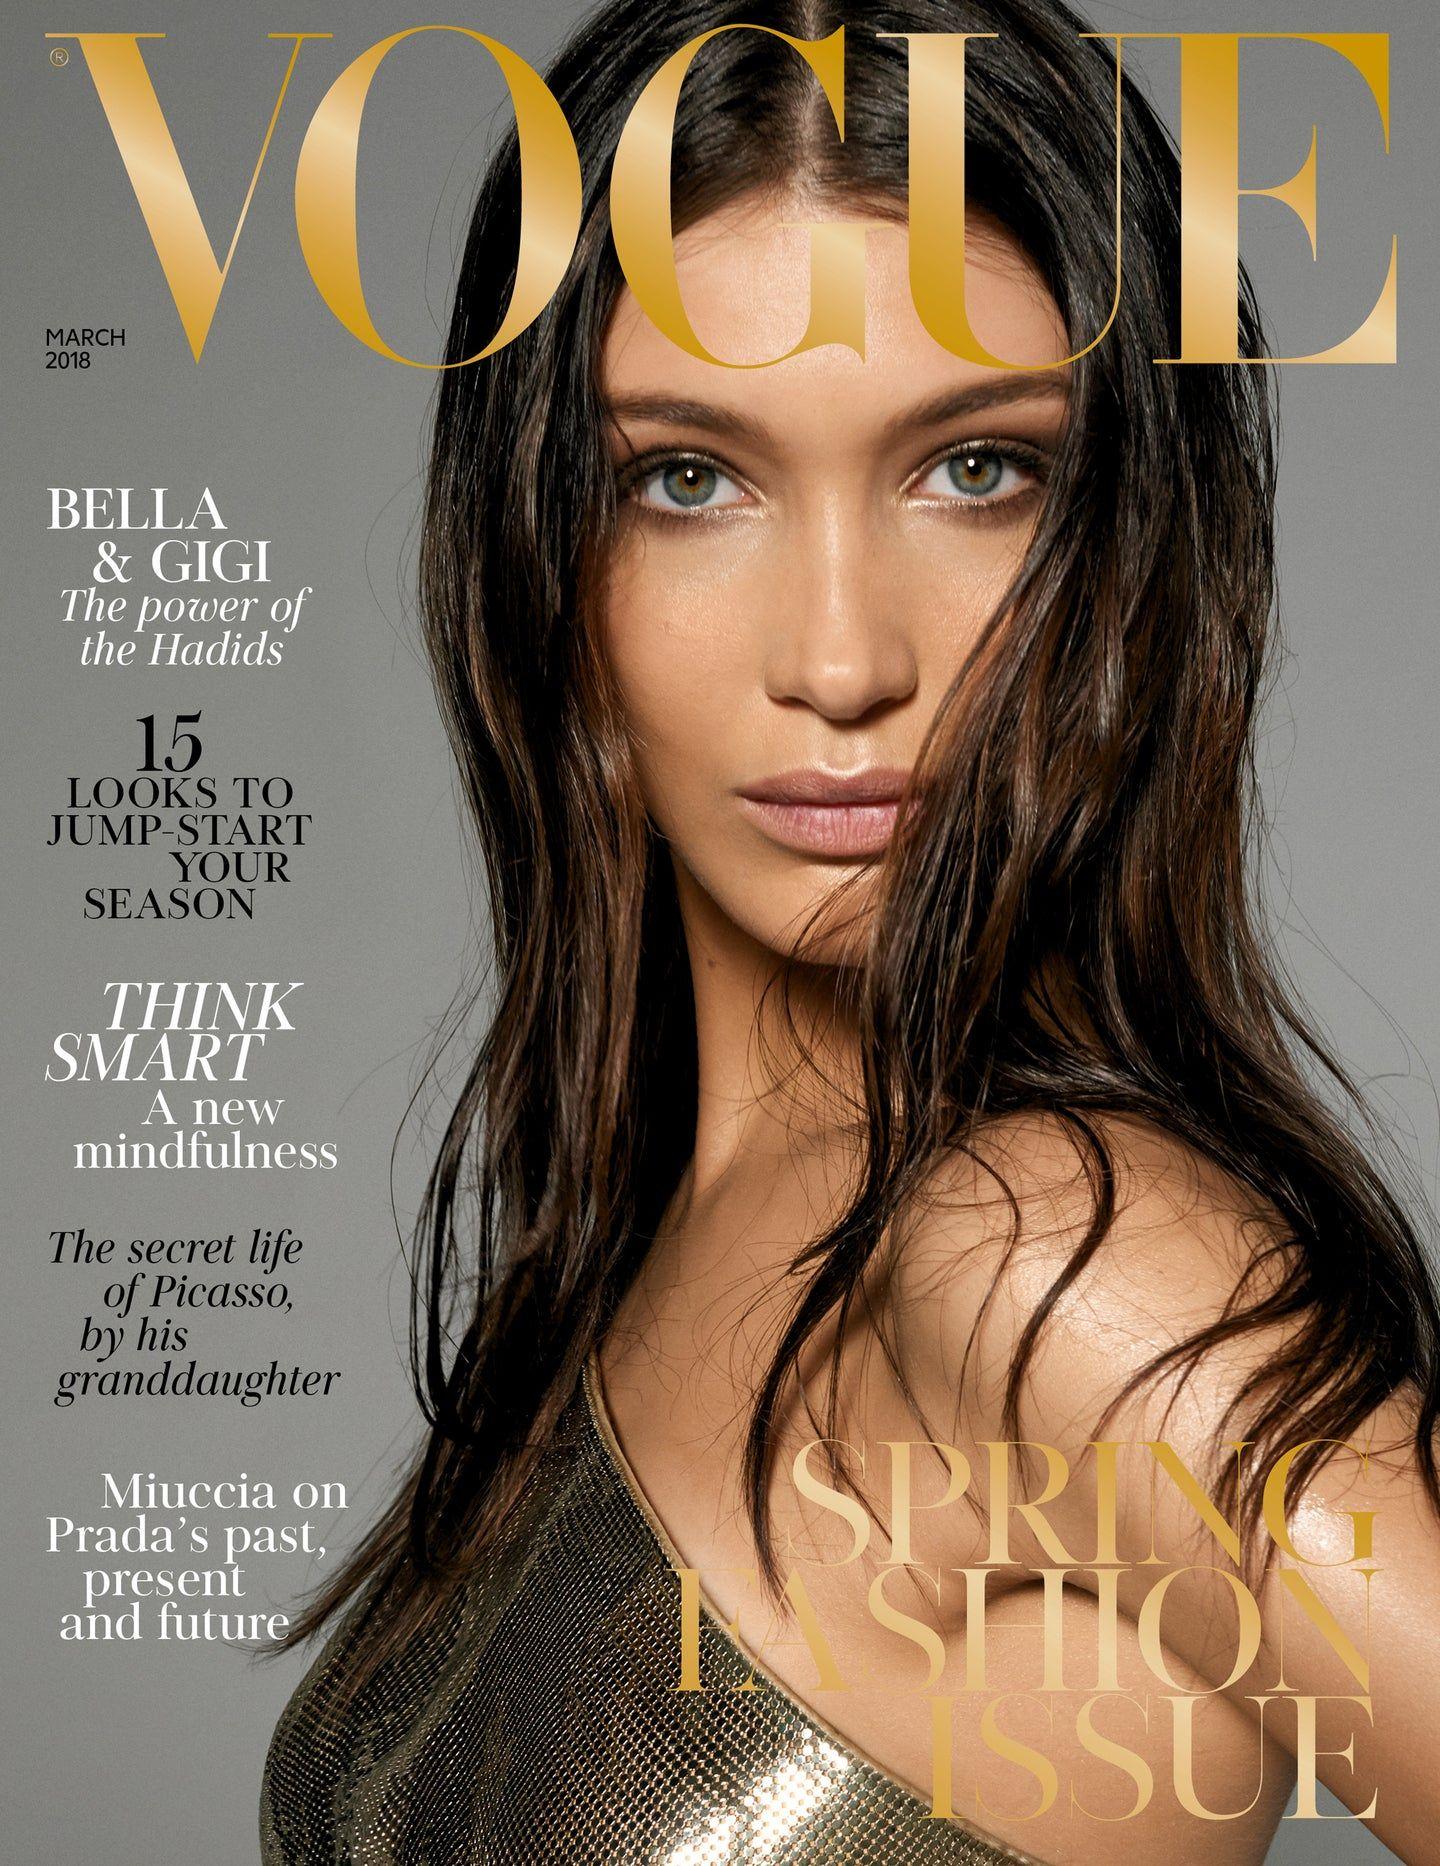 VOGUE
®
MARCH
2018
BELLA
& GIGI
The power of
the Hadids
15
LOOKS TO
JUMP-START
YOUR
SEASON
THINK
SMART
A new
mindfulness
The secret life
of Picasso,
by his
granddaughter
Miuccia on
Prada’s past,
present
and future
SPRING
FASHION
ISSUE